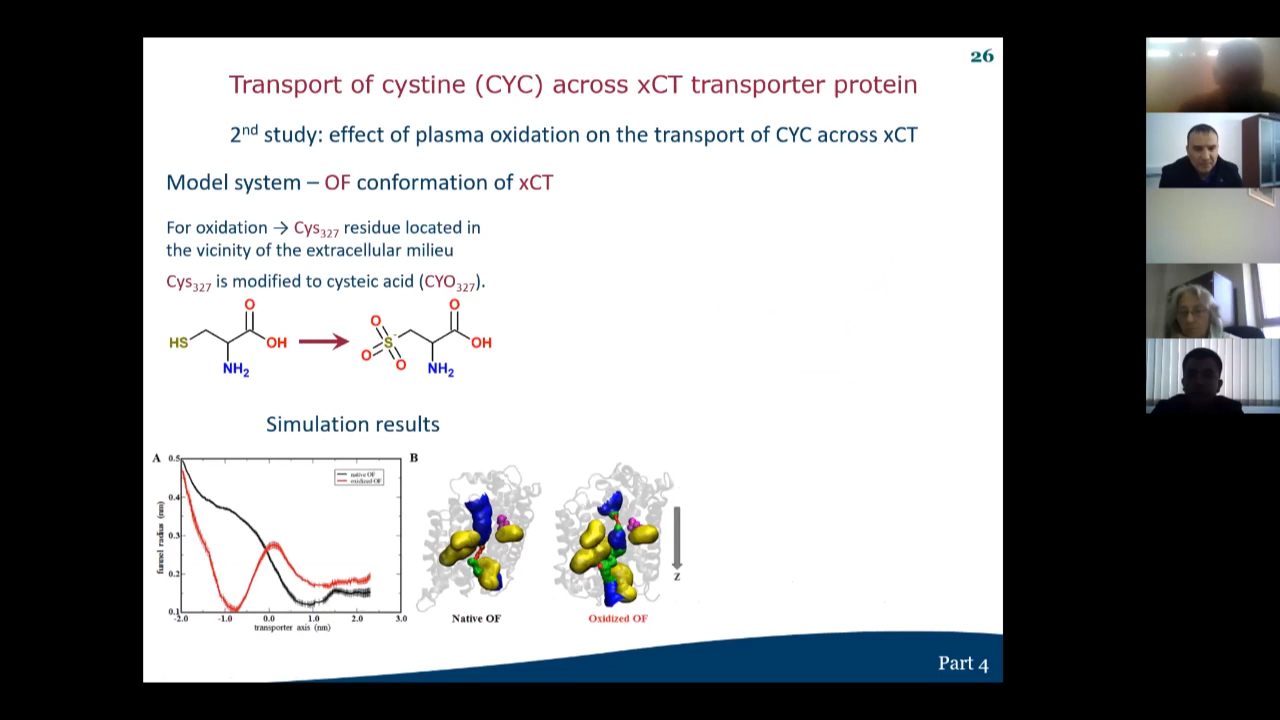 26
Transport of cystine (CYC) across xCT transporter protein
2nd study: effect of plasma oxidation on the transport of CYC across xCT
Model system – OF conformation of xCT
For oxidation → Cys327 residue located in
the vicinity of the extracellular milieu
Cys327 is modified to cysteic acid (CYO327).
HS
O
OH
NH2
O
O
O
S
-
O
OH
NH2
Simulation results
A
0.5
0.4
0.3
0.2
0.1
funnel radius (nm)
native OF
oxidized OF
-2.0 -1.0 0.0 1.0 2.0 3.0
transporter axis (nm)
B
Native OF
Oxidized OF
Z
Part 4